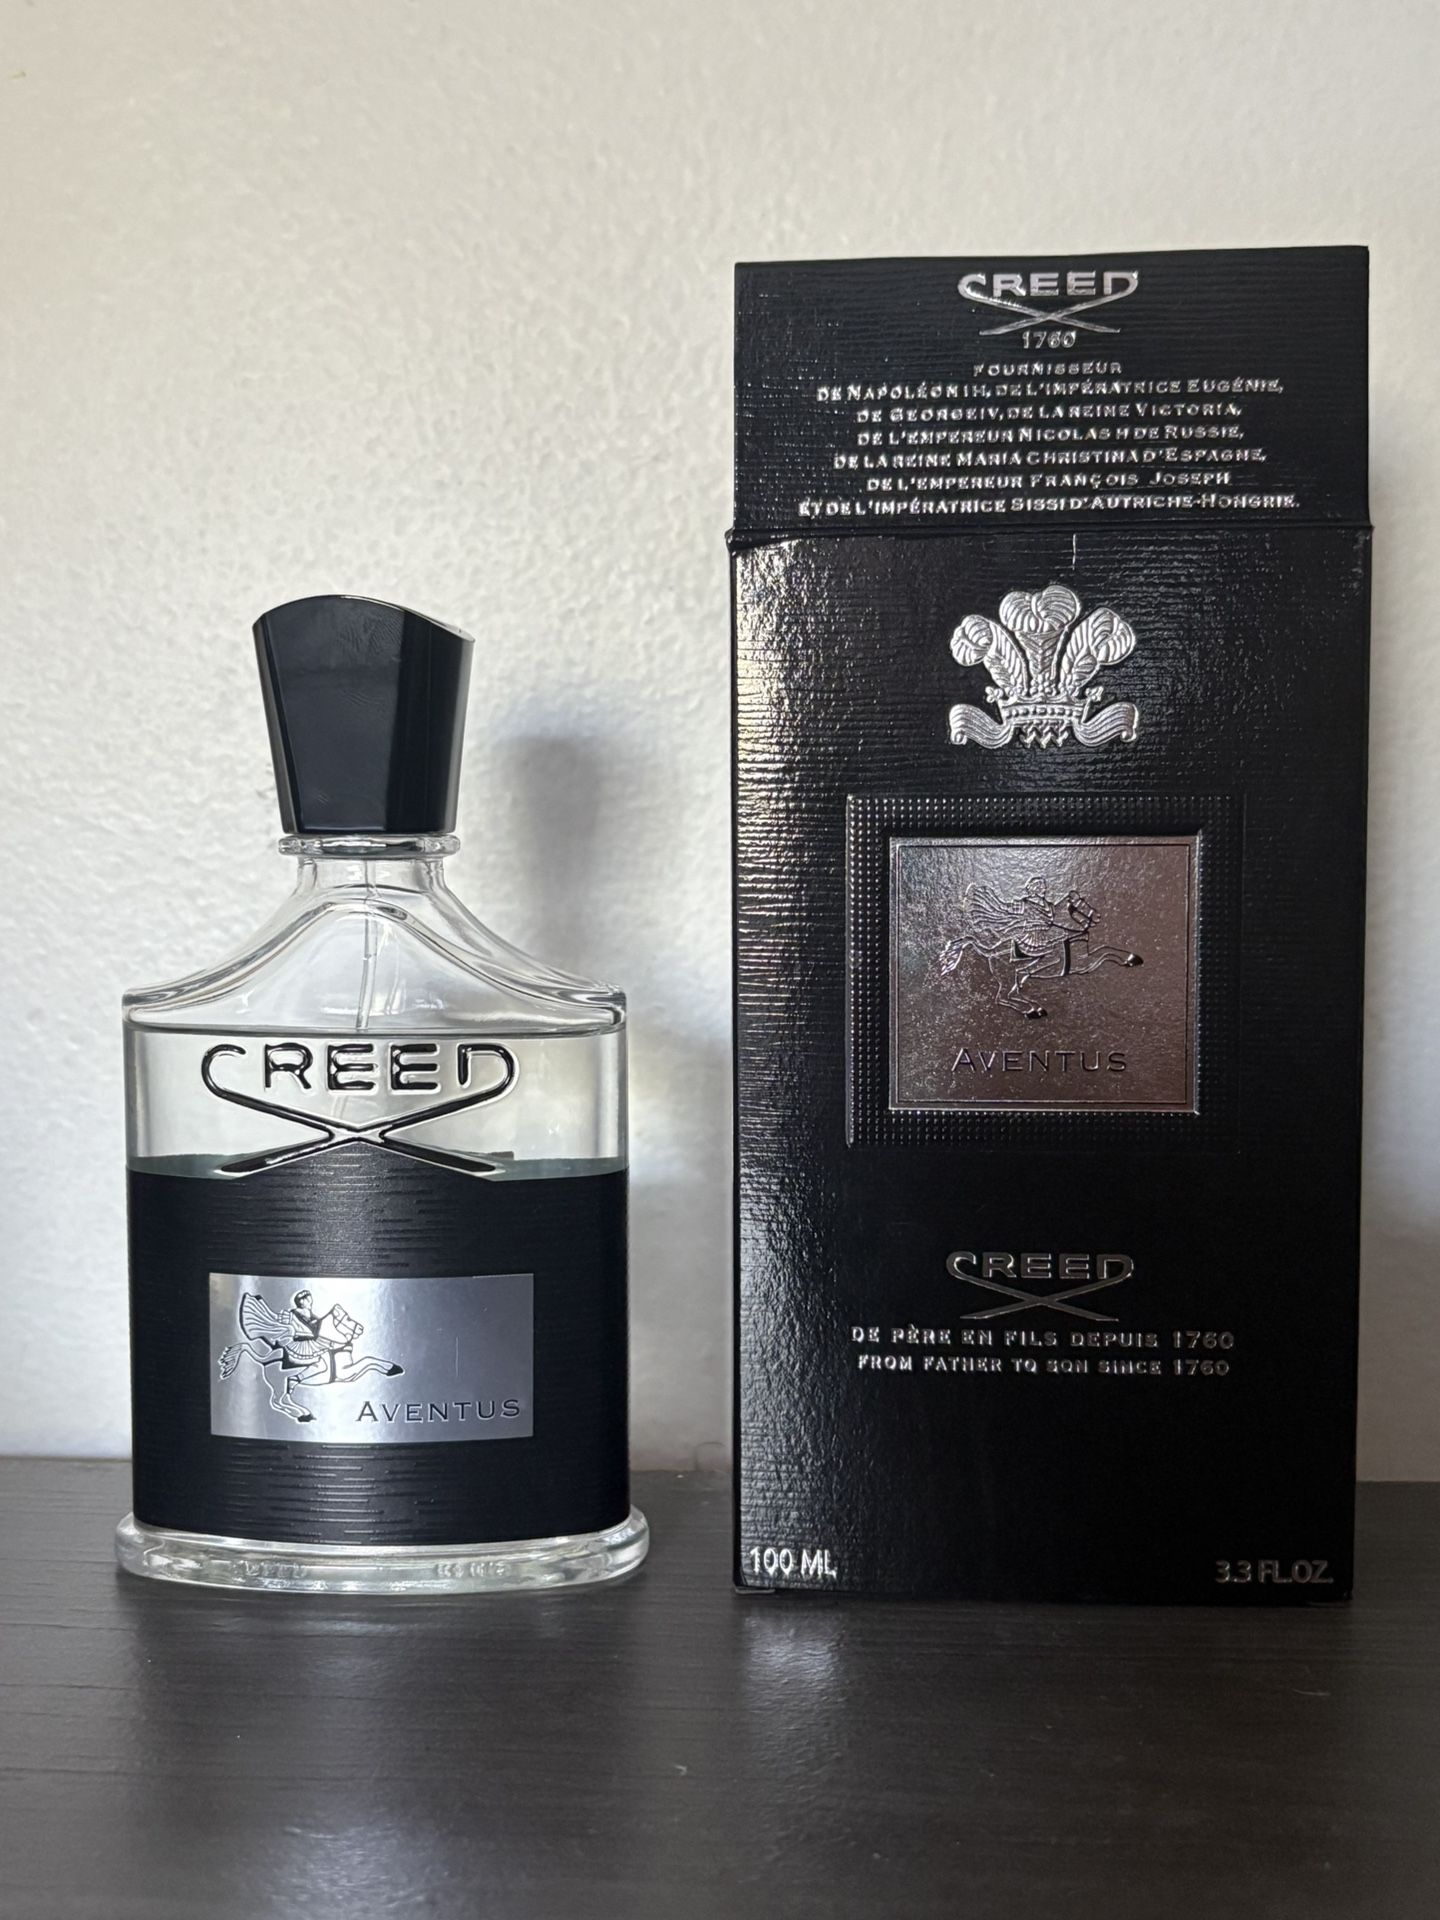 CREED
AVENTUS
CREED
1760
FOURNISSEUR
DE NAPOLÉON IH, DE L'IMPÉRATRICE EUGÉNIE,
DE GEORGE IV, DE LA REINE VICTORIA,
DE L'EMPEREUR NICOLAS H DE RUSSIE,
DE LA REINE MARIA CHRISTINA D'ESPAGNE,
DE L'EMPEREUR FRANÇOIS JOSEPH
ET DE L'IMPÉRATRICE SISSI D'AUTRICHE-HONGRIE.
AVENTUS
CREED
DE PÈRE EN FILS DEPUIS 1760
FROM FATHER TO SON SINCE 1760
100 ML
3.3 FL.OZ.